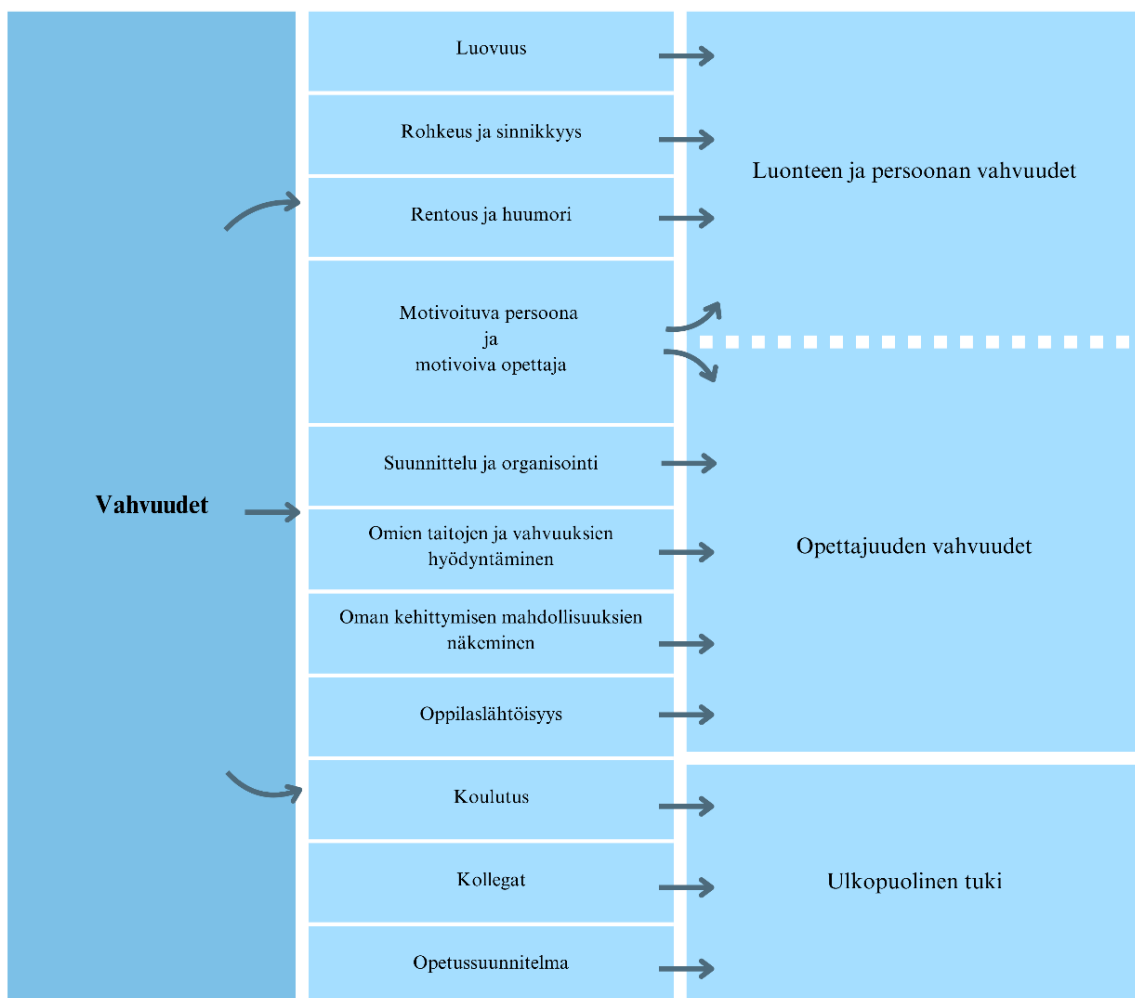 Vahvuudet
Luovuus
Rohkeus ja sinnikkyys
Rentous ja huumori
Motivoituva persoona
ja
motivoiva opettaja
Suunnittelu ja organisointi
Omien taitojen ja vahvuuksien
hyödyntäminen
Oman kehittymisen mahdollisuuksien
näkeminen
Oppilaslähtöisyys
Koulutus
Kollegat
Opetussuunnitelma
Luonteen ja persoonan vahvuudet
Opettajuuden vahvuudet
Ulkopuolinen tuki